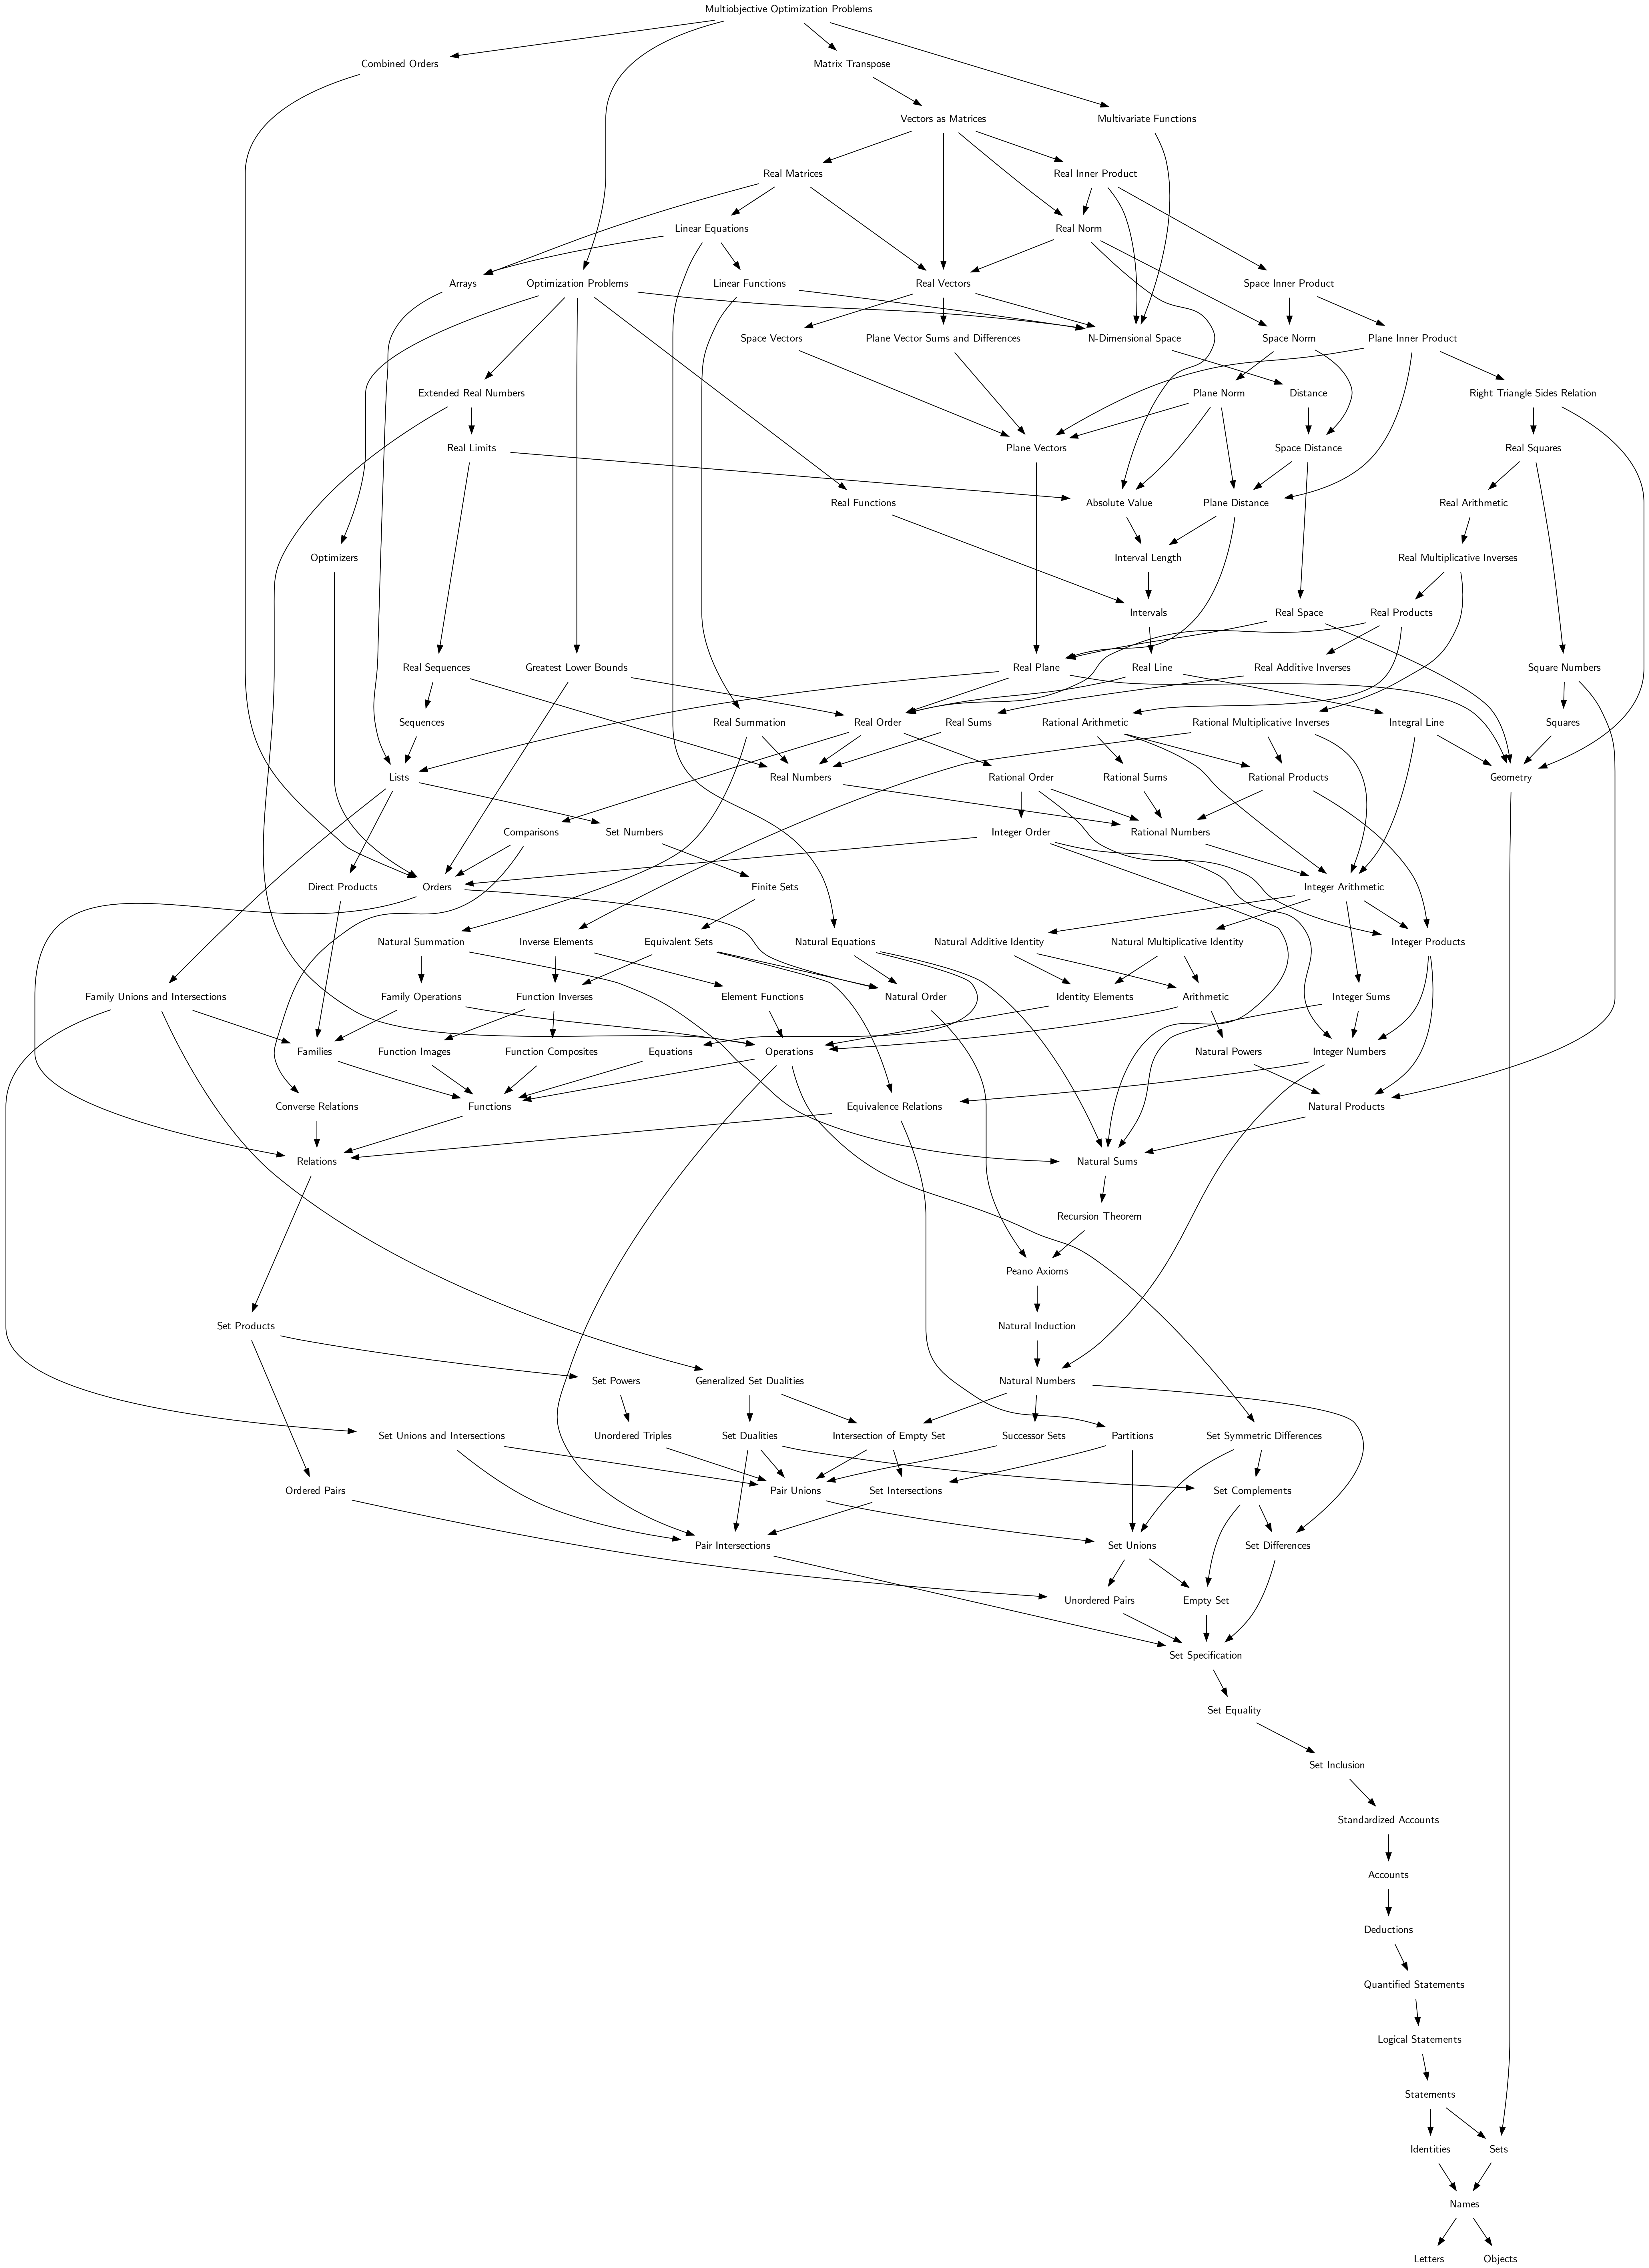 Multiobjective Optimization Problems
Combined Orders
Matrix Transpose
Vectors as Matrices
Multivariate Functions
Real Matrices
Real Inner Product
Linear Equations
Real Norm
Arrays
Optimization Problems
Linear Functions
Real Vectors
Space Inner Product
Space Vectors
Plane Vector Sums and Differences
N-Dimensional Space
Space Norm
Plane Inner Product
Extended Real Numbers
Plane Norm
Distance
Right Triangle Sides Relation
Real Limits
Plane Vectors
Space Distance
Real Squares
Real Functions
Absolute Value
Plane Distance
Real Arithmetic
Optimizers
Interval Length
Real Multiplicative Inverses
Intervals
Real Space
Real Products
Real Sequences
Greatest Lower Bounds
Real Plane
Real Line
Real Additive Inverses
Square Numbers
Sequences
Real Summation
Real Order
Real Sums
Rational Arithmetic
Rational Multiplicative Inverses
Integral Line
Squares
Lists
Real Numbers
Rational Order
Rational Sums
Rational Products
Geometry
Comparisons
Set Numbers
Integer Order
Rational Numbers
Direct Products
Orders
Finite Sets
Integer Arithmetic
Natural Summation
Inverse Elements
Equivalent Sets
Natural Equations
Natural Additive Identity
Natural Multiplicative Identity
Integer Products
Family Unions and Intersections
Family Operations
Function Inverses
Element Functions
Natural Order
Identity Elements
Arithmetic
Integer Sums
Families
Function Images
Function Composites
Equations
Operations
Natural Powers
Integer Numbers
Converse Relations
Functions
Equivalence Relations
Natural Products
Relations
Natural Sums
Recursion Theorem
Peano Axioms
Set Products
Natural Induction
Set Powers
Generalized Set Dualities
Natural Numbers
Set Unions and Intersections
Unordered Triples
Set Dualities
Intersection of Empty Set
Successor Sets
Partitions
Set Symmetric Differences
Ordered Pairs
Pair Unions
Set Intersections
Set Complements
Pair Intersections
Set Unions
Set Differences
Unordered Pairs
Empty Set
Set Specification
Set Equality
Set Inclusion
Standardized Accounts
Accounts
Deductions
Quantified Statements
Logical Statements
Statements
Identities
Sets
Names
Letters
Objects